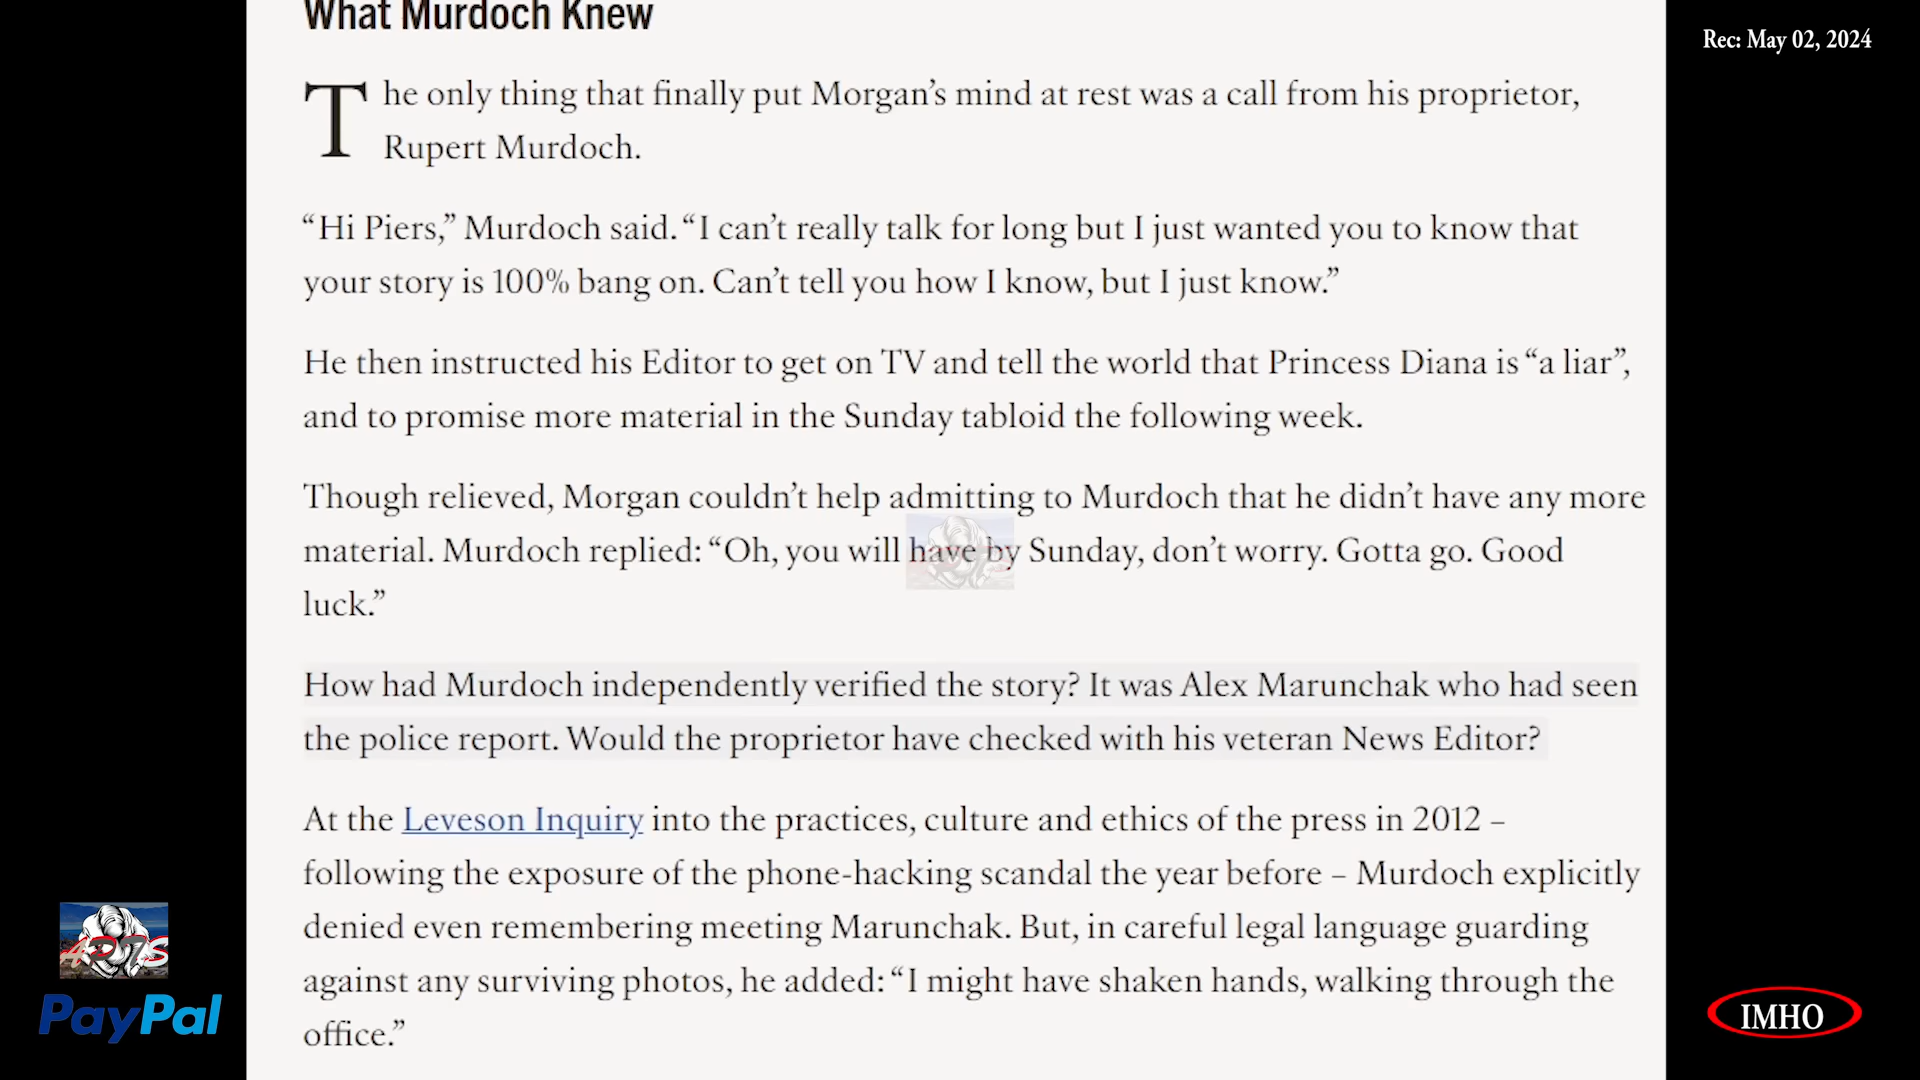 What Murdoch Knew
Rec: May 02, 2024
The only thing that finally put Morgan’s mind at rest was a call from his proprietor,
Rupert Murdoch.
“Hi Piers,” Murdoch said. “I can’t really talk for long but I just wanted you to know that
your story is 100% bang on. Can’t tell you how I know, but I just know.”
He then instructed his Editor to get on TV and tell the world that Princess Diana is “a liar”,
and to promise more material in the Sunday tabloid the following week.
Though relieved, Morgan couldn’t help admitting to Murdoch that he didn’t have any more
material. Murdoch replied: “Oh, you will have by Sunday, don’t worry. Gotta go. Good
luck.”
How had Murdoch independently verified the story? It was Alex Marunchak who had seen
the police report. Would the proprietor have checked with his veteran News Editor?
At the Leveson Inquiry into the practices, culture and ethics of the press in 2012 –
following the exposure of the phone-hacking scandal the year before – Murdoch explicitly
denied even remembering meeting Marunchak. But, in careful legal language guarding
against any surviving photos, he added: “I might have shaken hands, walking through the
office.”
PayPal
IMHO